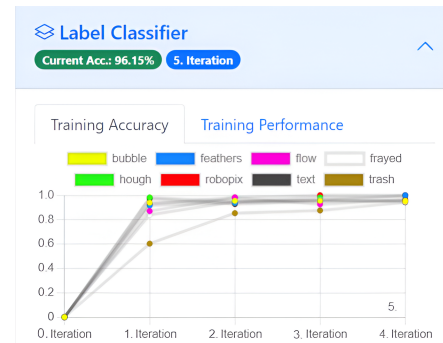 Label Classifier
Current Acc.: 96.15% 5. Iteration
Training Accuracy Training Performance
bubble feathers flow frayed
hough robopix text trash
1.0
0.8
0.6
0.4
0.2
0
5.
0. Iteration 1. Iteration 2. Iteration 3. Iteration 4. Iteration